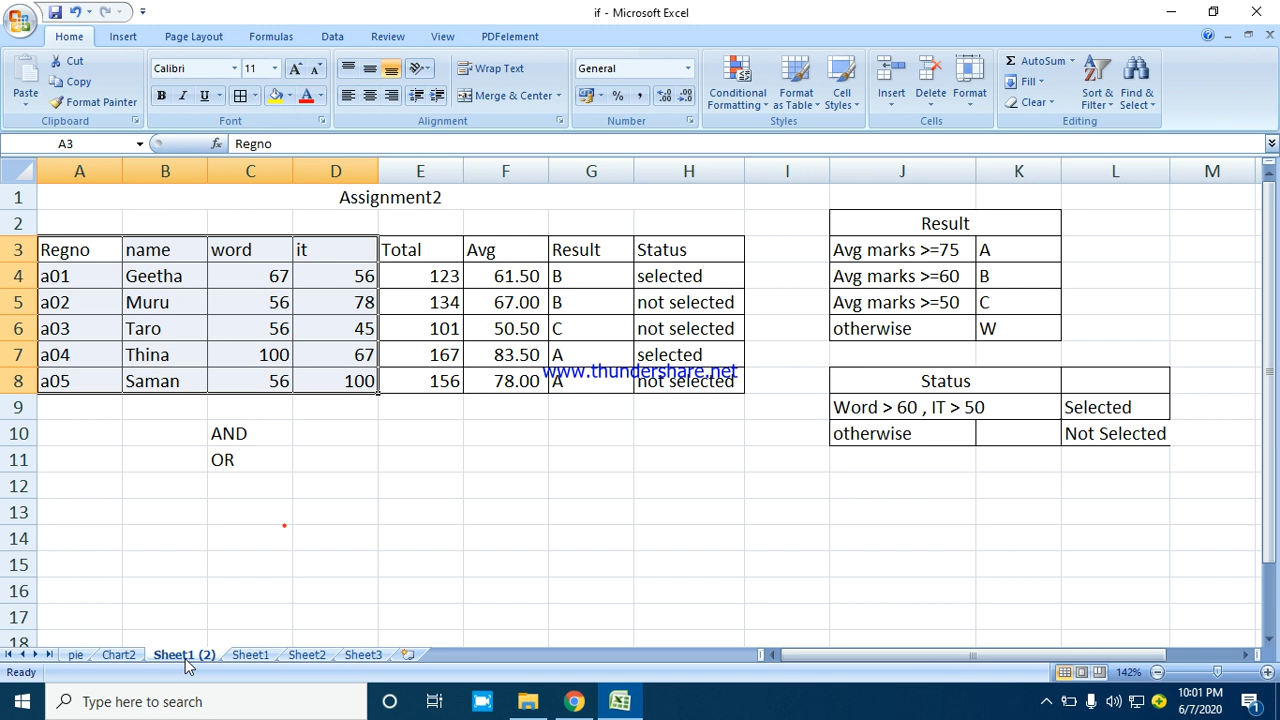 if - Microsoft Excel
Home Insert Page Layout Formulas Data Review View PDFelement
Paste Cut Copy Format Painter Clipboard
Calibri 11 A A B I U A Font
Wrap Text Merge & Center Alignment
General % , .0 .00 .00 .0 Number
Conditional Formatting Format as Table Cell Styles Styles
Insert Delete Format Cells
Σ AutoSum Fill Clear Sort & Filter Find & Select Editing
A3 fx Regno
A B C D E F G H I J K L M
1 Assignment2
2 Result
3 Regno name word it Total Avg Result Status Avg marks >=75 A
4 a01 Geetha 67 56 123 61.50 B selected Avg marks >=60 B
5 a02 Muru 56 78 134 67.00 B not selected Avg marks >=50 C
6 a03 Taro 56 45 101 50.50 C not selected otherwise W
7 a04 Thina 100 67 167 83.50 A selected
www.thundershare.net
8 a05 Saman 56 100 156 78.00 A not selected Status
9 Word > 60 , IT > 50 Selected
10 AND otherwise Not Selected
11 OR
12
13
14
15
16
17
18
pie Chart2 Sheet1 (2) Sheet1 Sheet2 Sheet3
Ready 142%
Type here to search 10:01 PM
6/7/2020 1